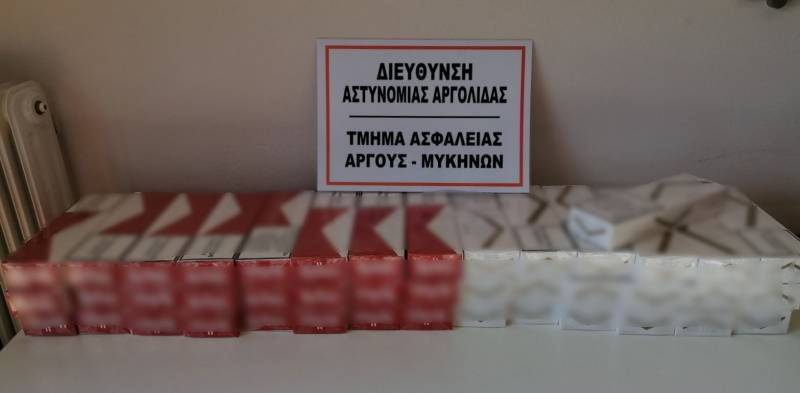 ΔΙΕΥΘΥΝΣΗ
ΑΣΤΥΝΟΜΙΑΣ ΑΡΓΟΛΙΔΑΣ
ΤΜΗΜΑ ΑΣΦΑΛΕΙΑΣ
ΑΡΓΟΥΣ - ΜΥΚΗΝΩΝ